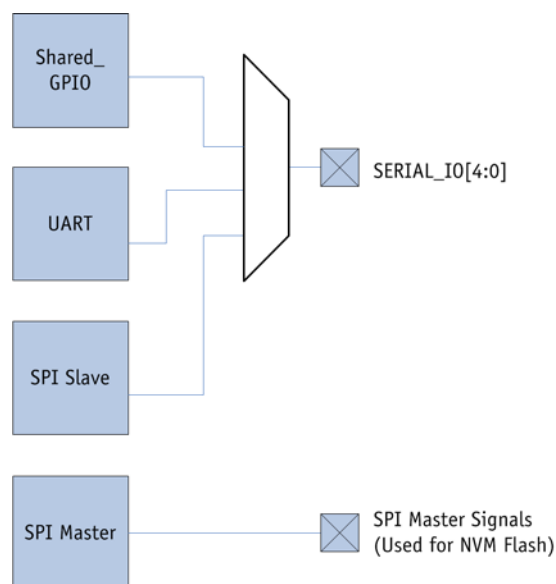 Shared_
GPIO
SERIAL_IO[4:0]
UART
SPI Slave
SPI Master
SPI Master Signals
(Used for NVM Flash)